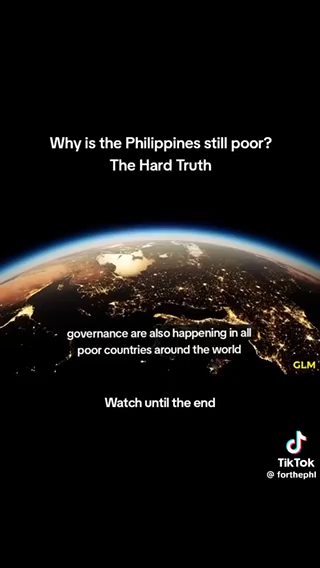 Why is the Philippines still poor?
The Hard Truth
governance are also happening in all
poor countries around the world
GLM
Watch until the end
TikTok
@ forthephl